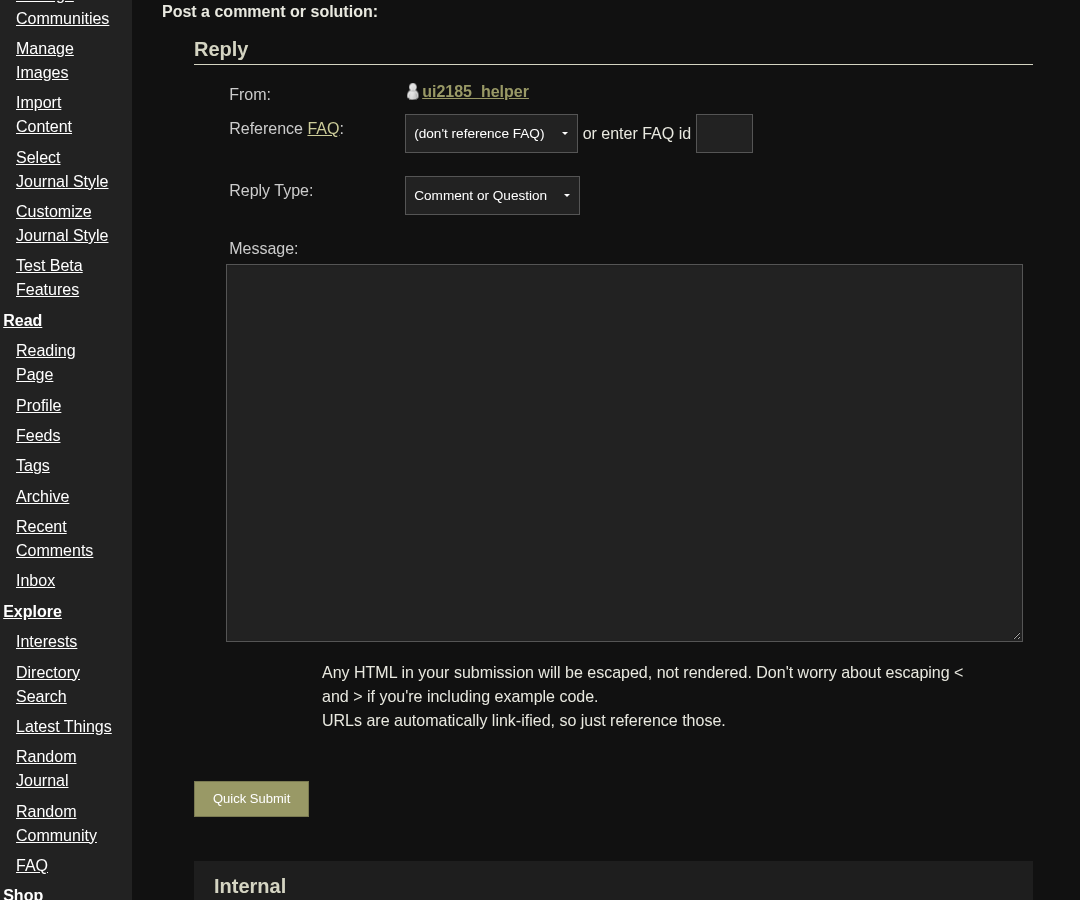 Communities
Manage
Images
Import
Content
Select
Journal Style
Customize
Journal Style
Test Beta
Features
Read
Reading
Page
Profile
Feeds
Tags
Archive
Recent
Comments
Inbox
Explore
Interests
Directory
Search
Latest Things
Random
Journal
Random
Community
FAQ
Shop
Post a comment or solution:
Reply
From: ui2185_helper
Reference FAQ: (don't reference FAQ) or enter FAQ id
Reply Type: Comment or Question
Message:
Any HTML in your submission will be escaped, not rendered. Don't worry about escaping <
and > if you're including example code.
URLs are automatically link-ified, so just reference those.
Quick Submit
Internal